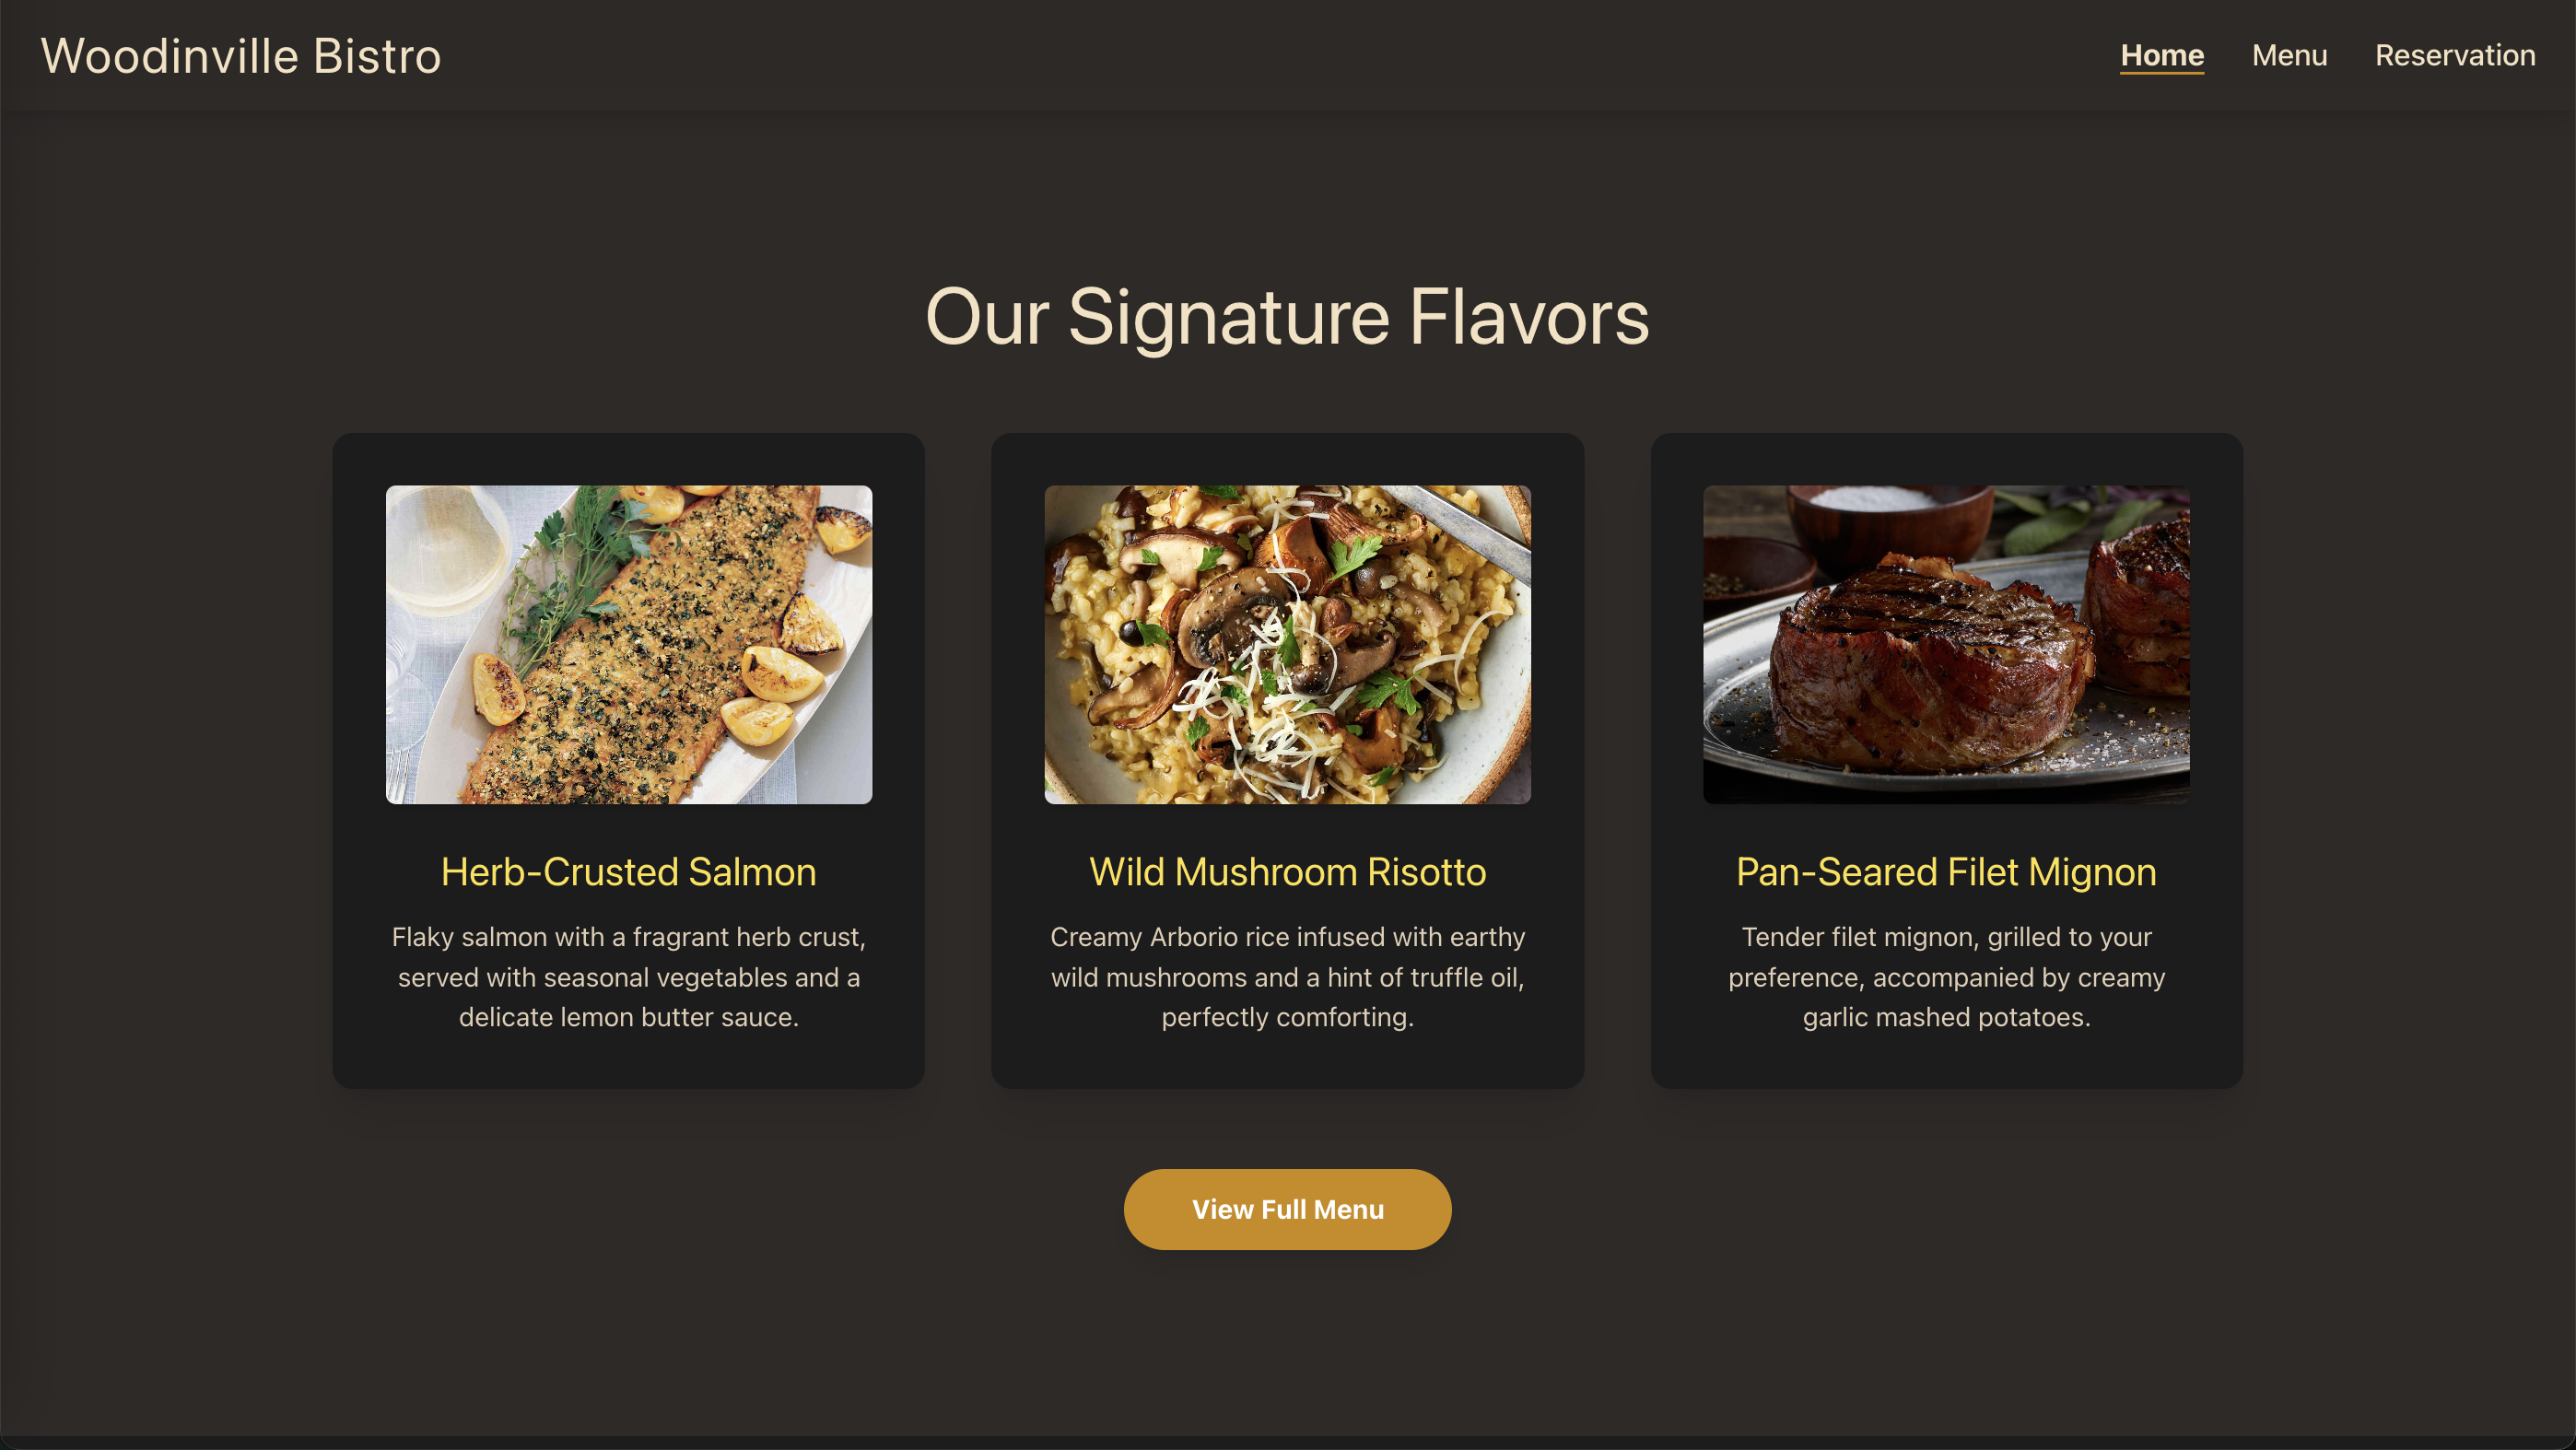 Woodinville Bistro
Home Menu Reservation
Our Signature Flavors
Herb-Crusted Salmon
Flaky salmon with a fragrant herb crust,
served with seasonal vegetables and a
delicate lemon butter sauce.
Wild Mushroom Risotto
Creamy Arborio rice infused with earthy
wild mushrooms and a hint of truffle oil,
perfectly comforting.
Pan-Seared Filet Mignon
Tender filet mignon, grilled to your
preference, accompanied by creamy
garlic mashed potatoes.
View Full Menu